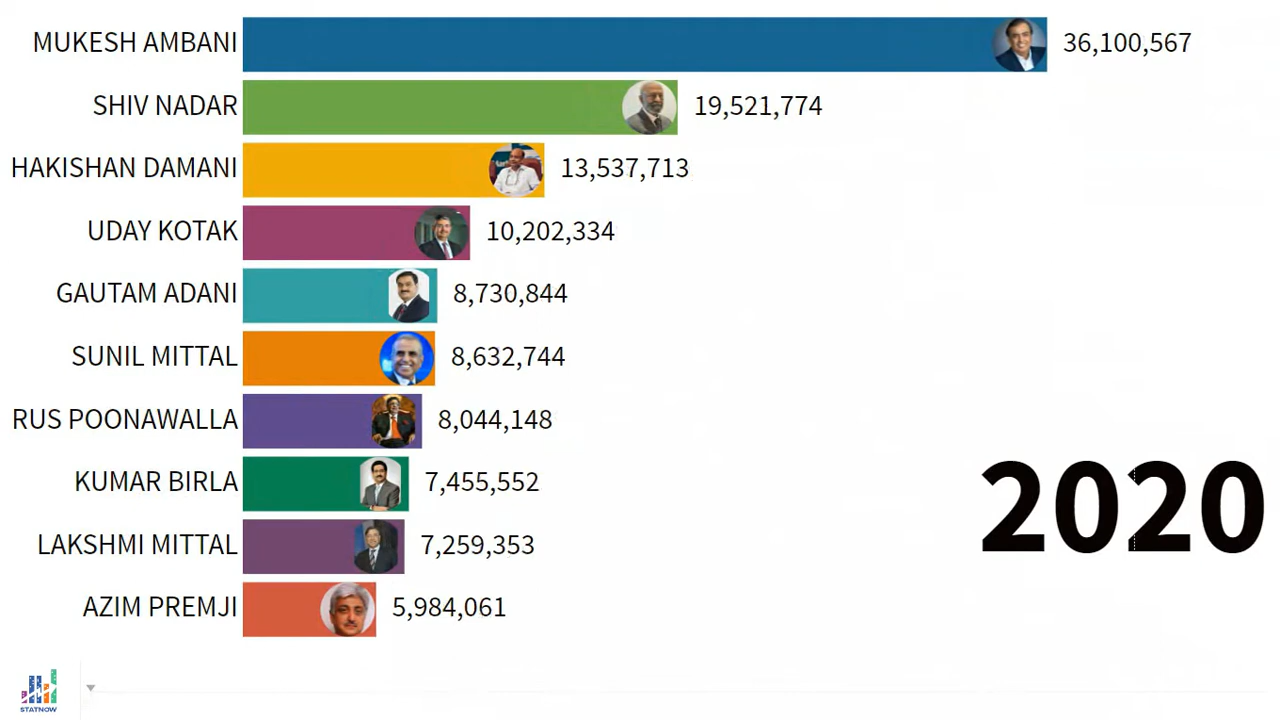 MUKESH AMBANI 36,100,567
SHIV NADAR 19,521,774
HAKISHAN DAMANI 13,537,713
UDAY KOTAK 10,202,334
GAUTAM ADANI 8,730,844
SUNIL MITTAL 8,632,744
RUS POONAWALLA 8,044,148
KUMAR BIRLA 7,455,552
LAKSHMI MITTAL 7,259,353
AZIM PREMJI 5,984,061
2020
STATNOW